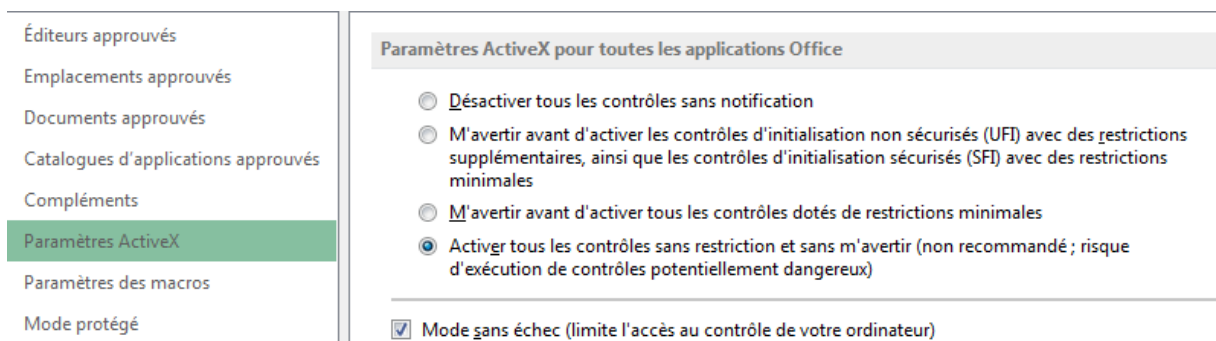 Éditeurs approuvés
Emplacements approuvés
Documents approuvés
Catalogues d’applications approuvés
Compléments
Paramètres ActiveX
Paramètres des macros
Mode protégé
Paramètres ActiveX pour toutes les applications Office
Désactiver tous les contrôles sans notification
M'avertir avant d'activer les contrôles d'initialisation non sécurisés (UFI) avec des restrictions
supplémentaires, ainsi que les contrôles d'initialisation sécurisés (SFI) avec des restrictions
minimales
M'avertir avant d'activer tous les contrôles dotés de restrictions minimales
Activer tous les contrôles sans restriction et sans m'avertir (non recommandé ; risque
d'exécution de contrôles potentiellement dangereux)
Mode sans échec (limite l'accès au contrôle de votre ordinateur)